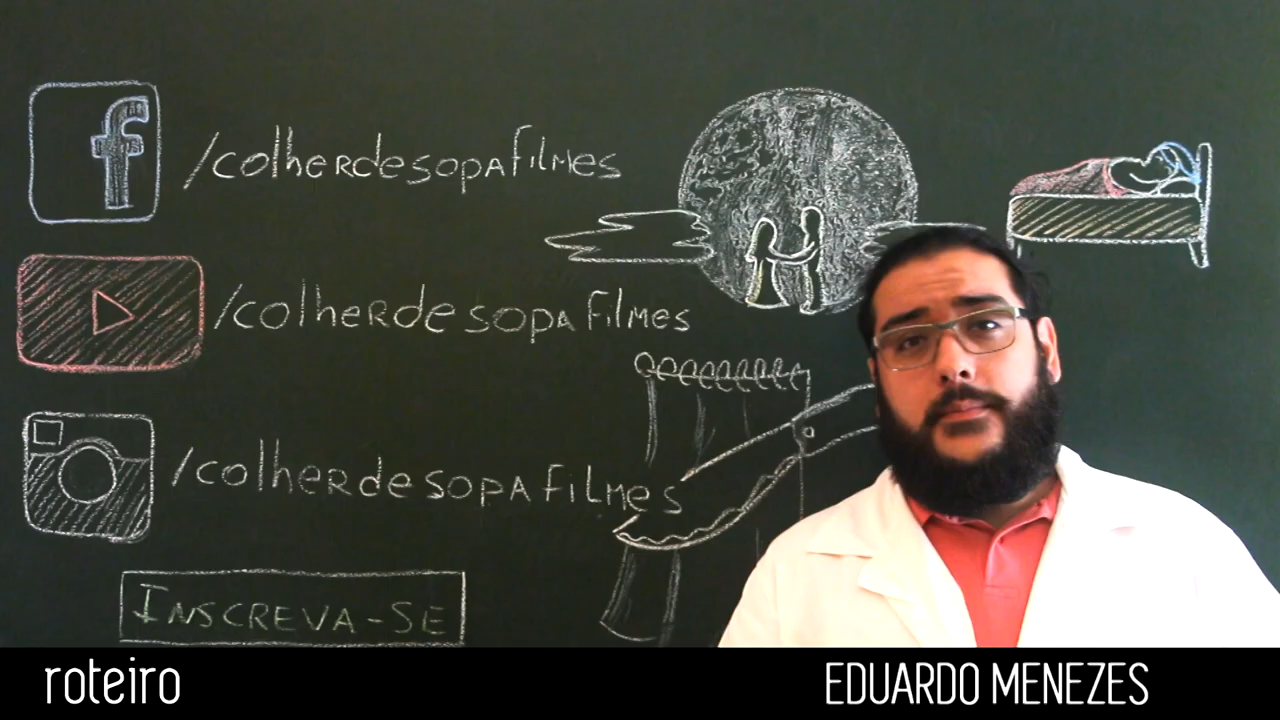 f
/colherdesopafilmes
/colherdesopafilmes
/colherdesopafilmes
INSCREVA-SE
roteiro
EDUARDO MENEZES